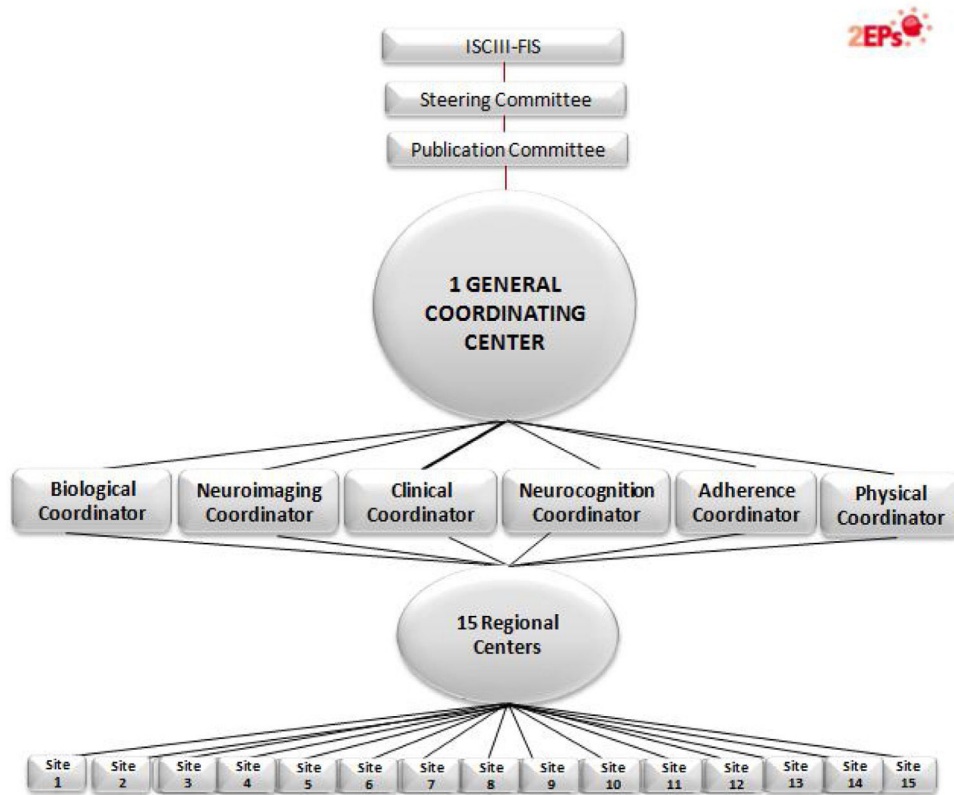 2EPs
ISCIII-FIS
Steering Committee
Publication Committee
1 GENERAL
COORDINATING
CENTER
Biological
Coordinator
Neuroimaging
Coordinator
Clinical
Coordinator
Neurocognition
Coordinator
Adherence
Coordinator
Physical
Coordinator
15 Regional
Centers
Site
1
Site
2
Site
3
Site
4
Site
5
Site
6
Site
7
Site
8
Site
9
Site
10
Site
11
Site
12
Site
13
Site
14
Site
15